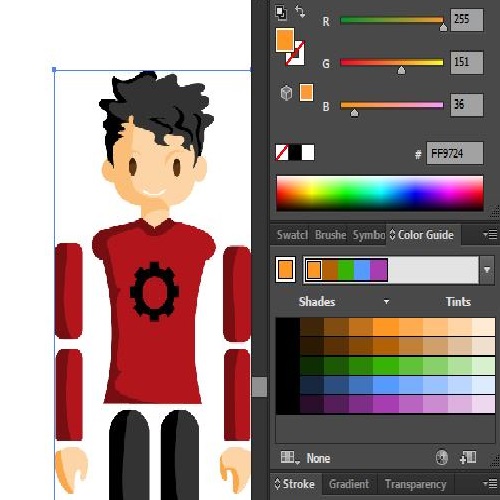 R 255
G 151
B 36
# FF9724
Swatcl Brushe Symbo Color Guide
Shades Tints
None
Stroke Gradient Transparency